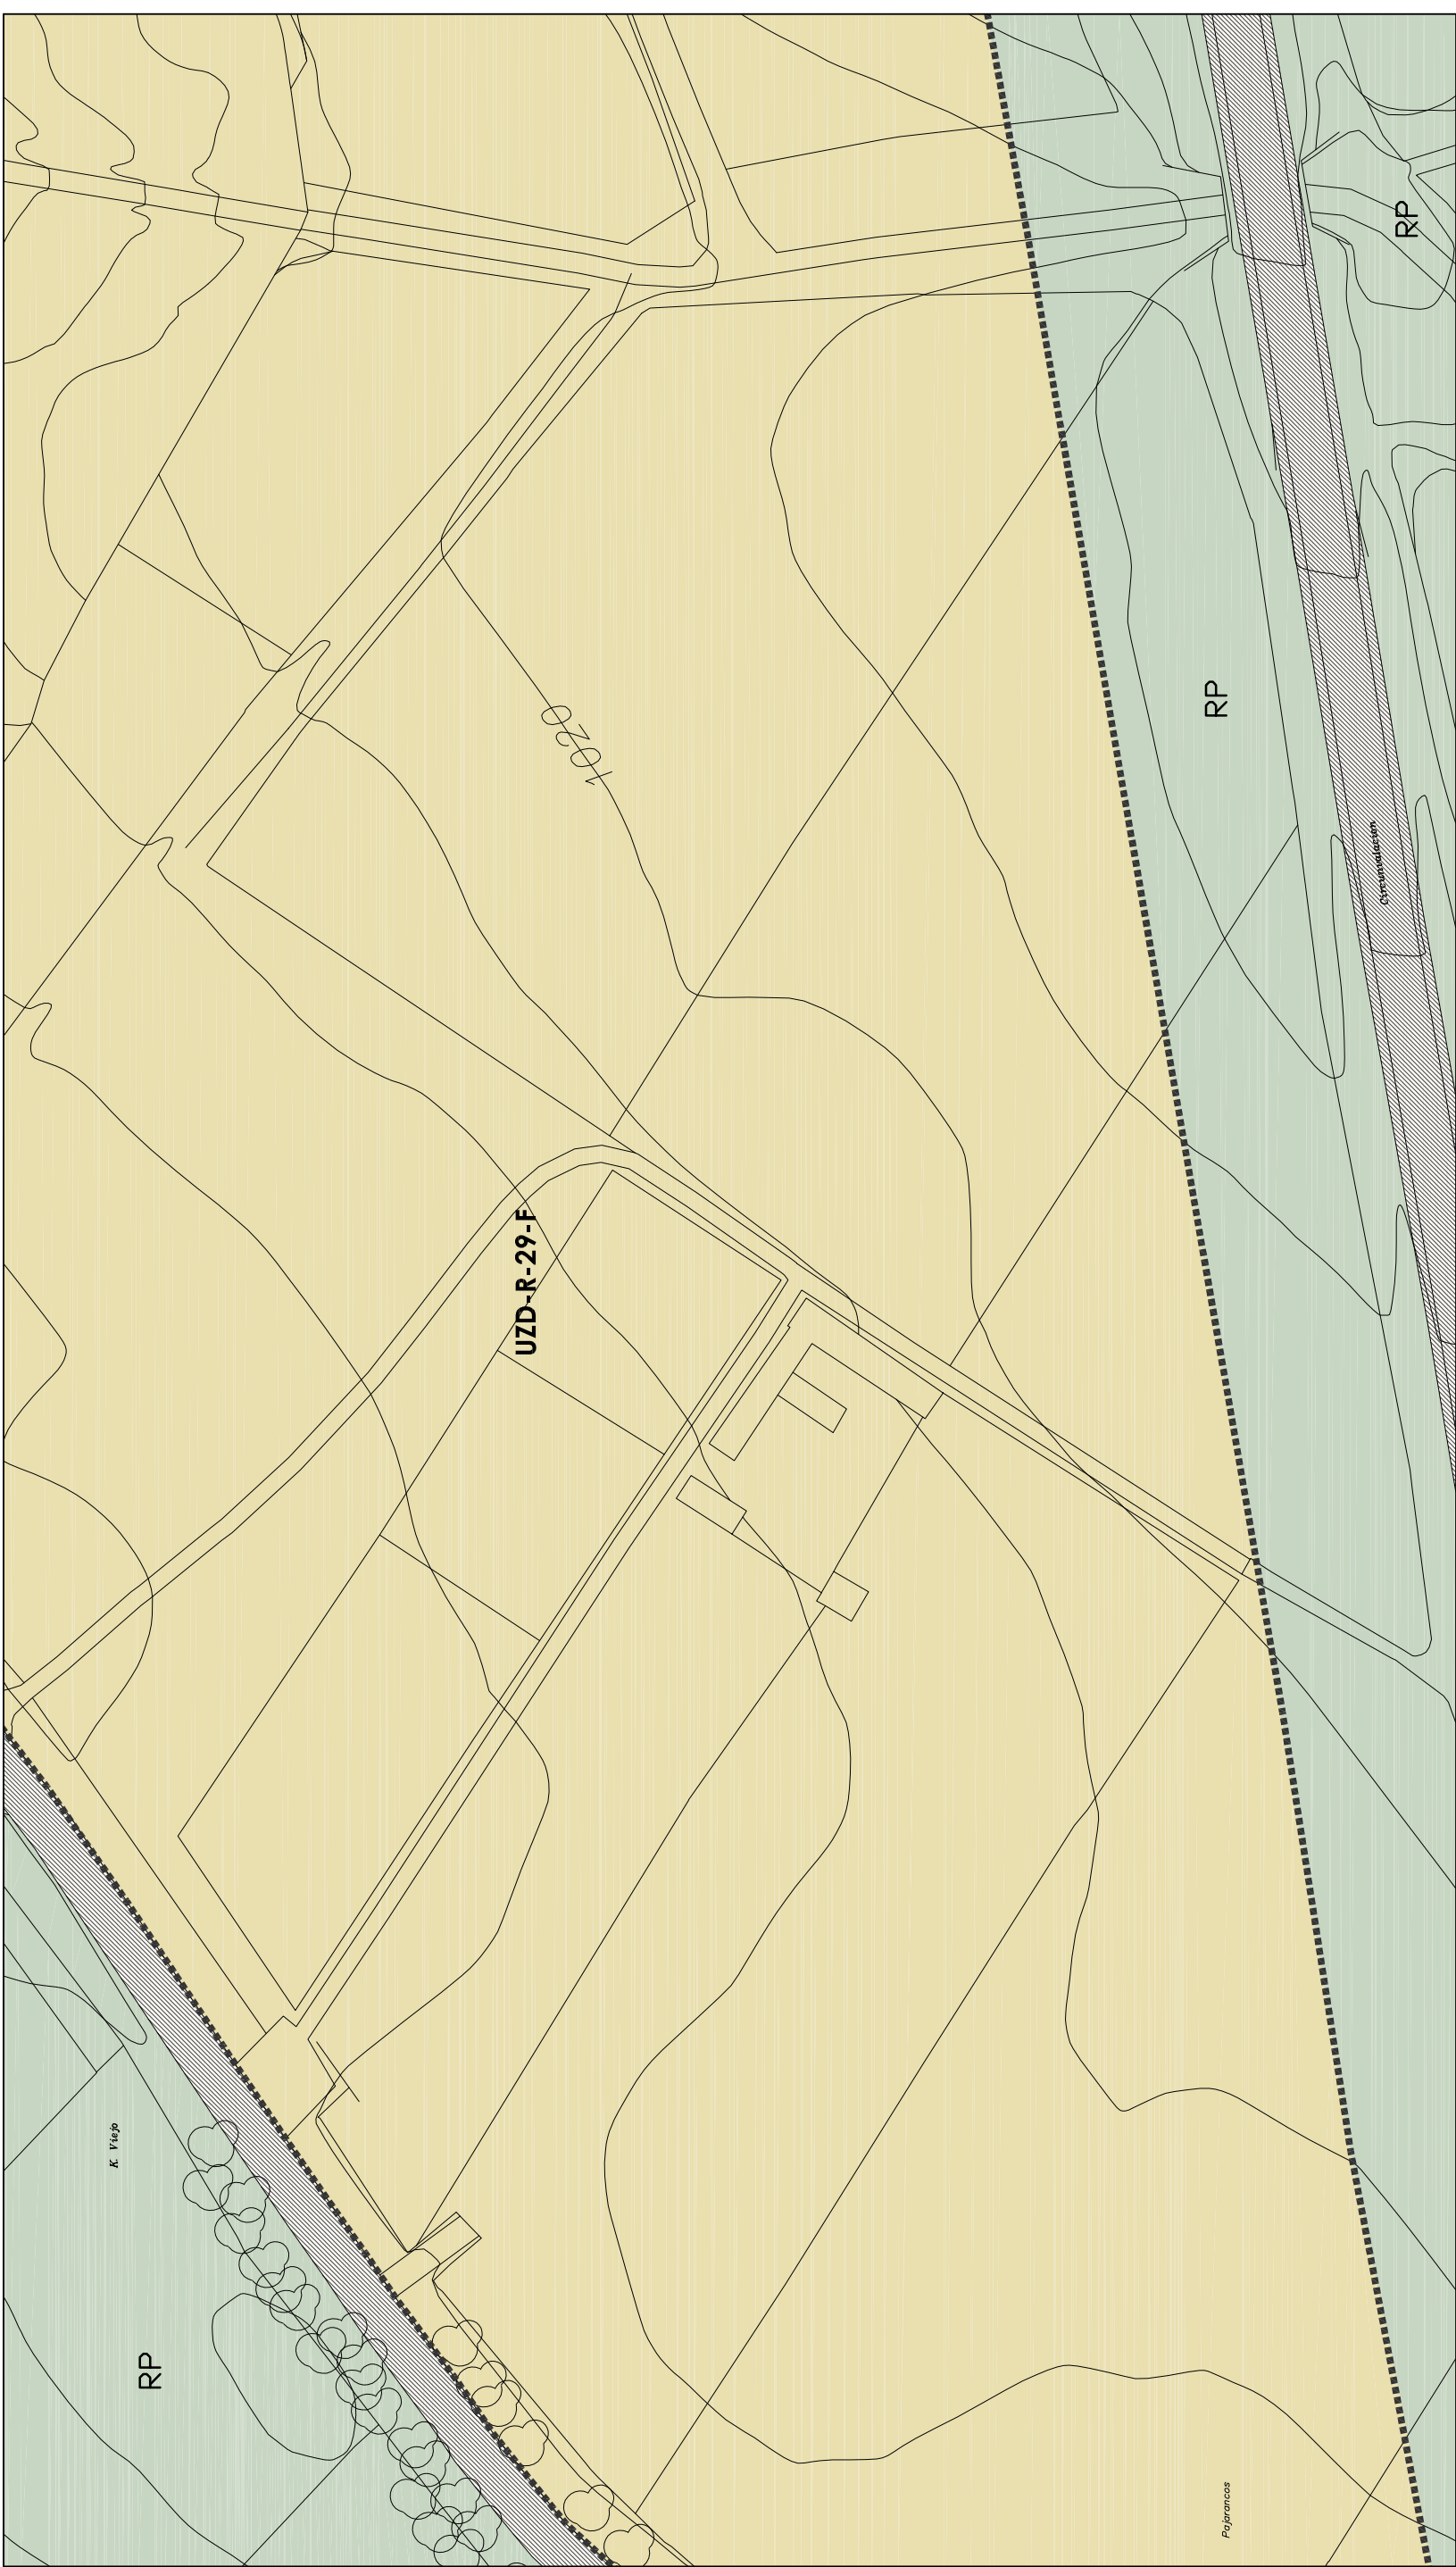 RP
RP
1020
Circunvalacion
UZD-R-29-F
K. Viejo
RP
Pajarancos